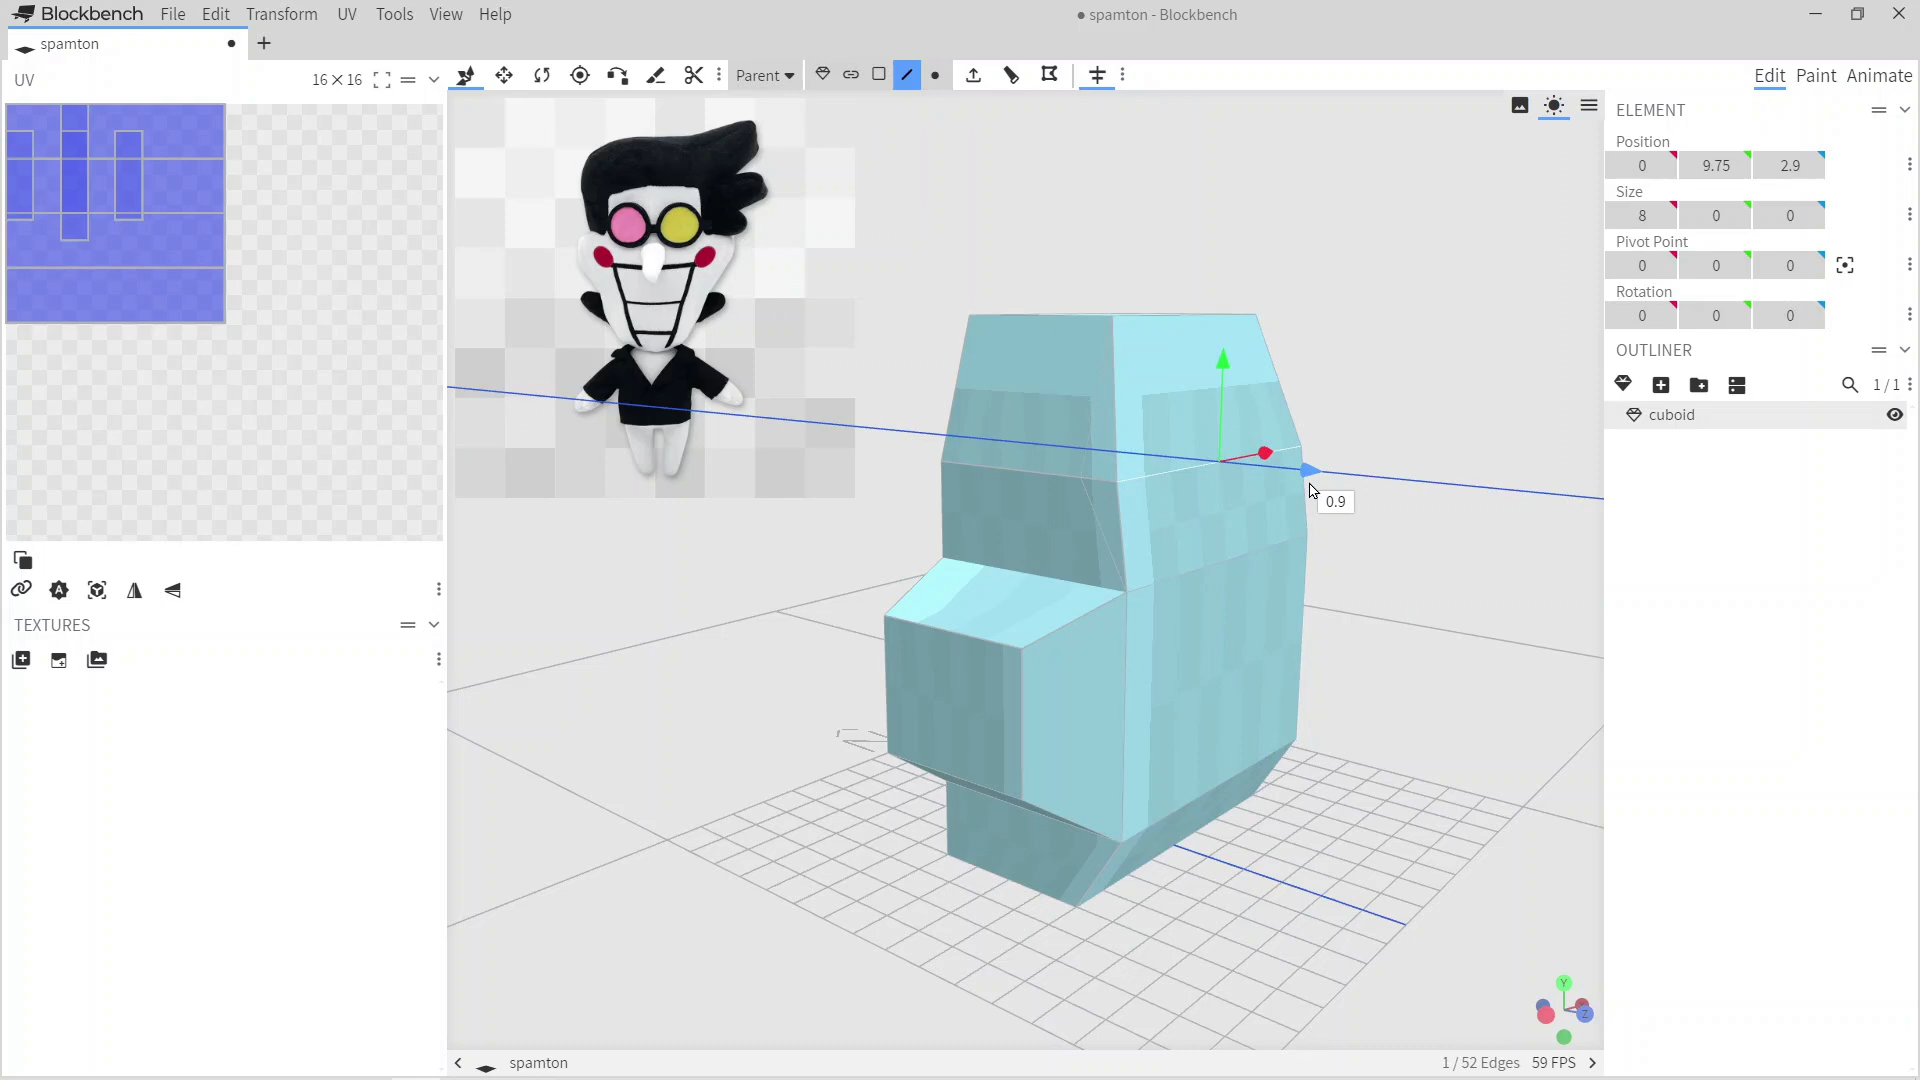 Blockbench File Edit Transform UV Tools View Help
spamton - Blockbench
spamton
UV 16×16
Parent
Edit Paint Animate
ELEMENT
Position
0 9.75 2.9
Size
8 0 0
Pivot Point
0 0 0
Rotation
0 0 0
OUTLINER
1 / 1
cuboid
0.9
TEXTURES
Y
Z
spamton
1 / 52 Edges 59 FPS